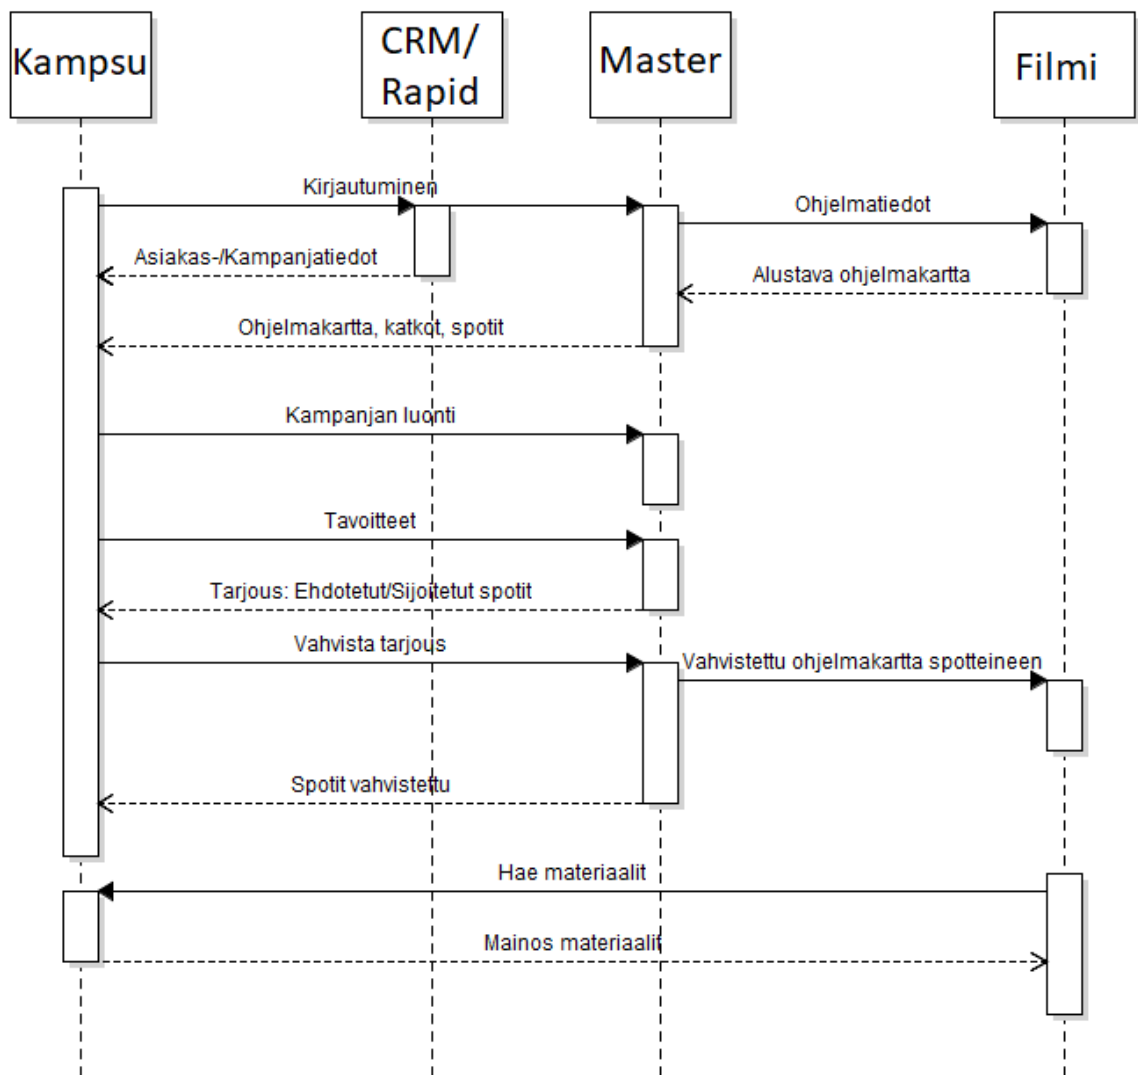 Kampsu
CRM/
Rapid
Master
Filmi
Kirjautuminen
Ohjelmatiedot
Asiakas-/Kampanjatiedot
Alustava ohjelmakartta
Ohjelmakartta, katkot, spotit
Kampanjan luonti
Tavoitteet
Tarjous: Ehdotetut/Sijoitetut spotit
Vahvista tarjous
Vahvistettu ohjelmakartta spotteineen
Spotit vahvistettu
Hae materiaalit
Mainos materiaalit